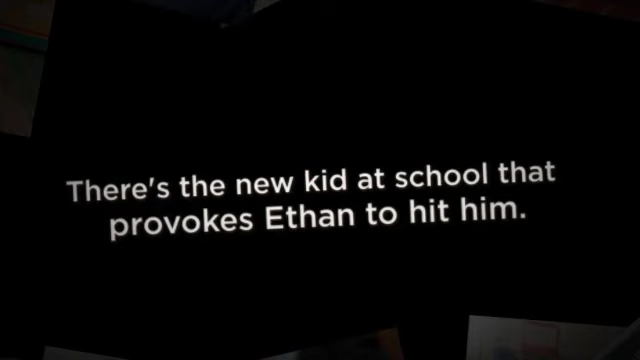 There's the new kid at school that
provokes Ethan to hit him.